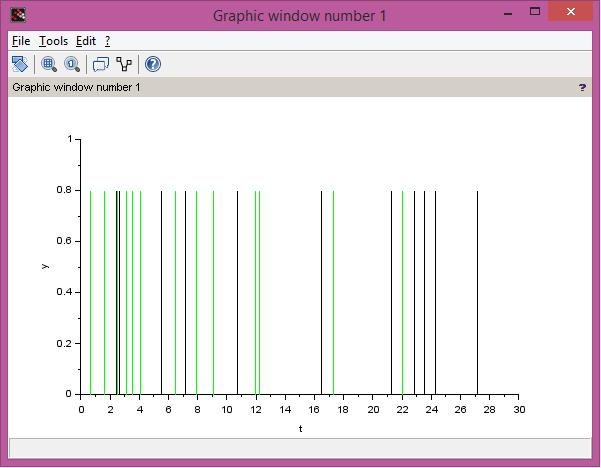 Graphic window number 1
File Tools Edit ?
Graphic window number 1 ?
1
0.8
0.6
y
0.4
0.2
0
0 2 4 6 8 10 12 14 16 18 20 22 24 26 28 30
t